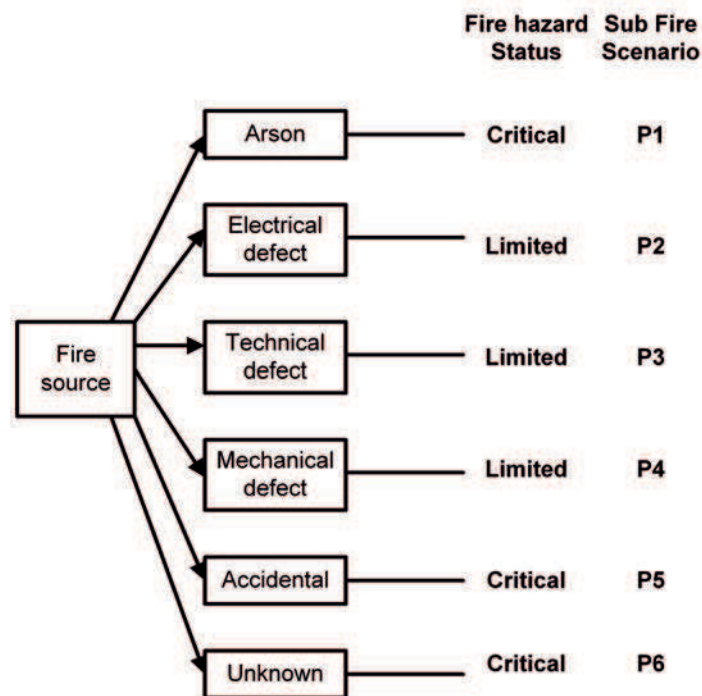 Fire hazard Status
Sub Fire Scenario
Arson
Critical
P1
Electrical defect
Limited
P2
Fire source
Technical defect
Limited
P3
Mechanical defect
Limited
P4
Accidental
Critical
P5
Unknown
Critical
P6